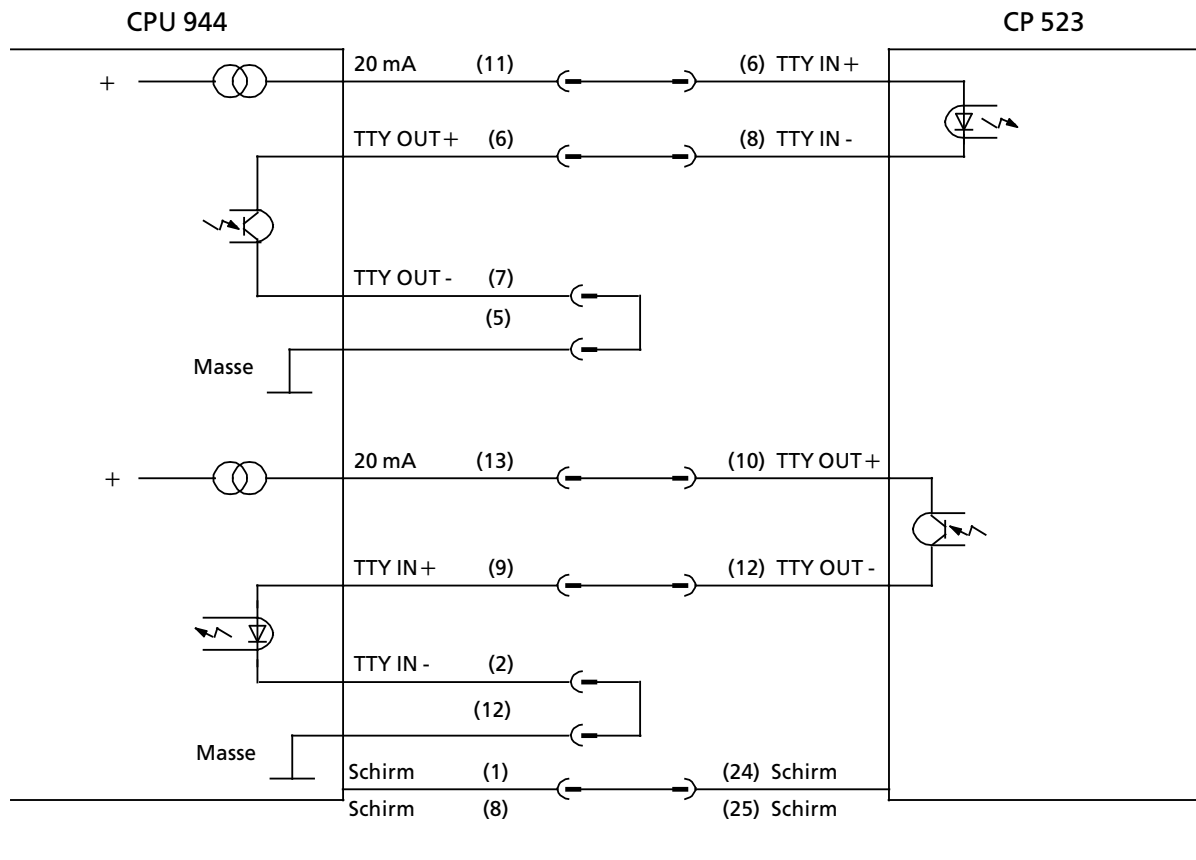 CPU 944 CP 523
20 mA (11) (6) TTY IN+
+
TTY OUT+ (6) (8) TTY IN -
TTY OUT - (7)
(5)
Masse
20 mA (13) (10) TTY OUT+
+
TTY IN+ (9) (12) TTY OUT -
TTY IN - (2)
(12)
Masse
Schirm (1) (24) Schirm
Schirm (8) (25) Schirm